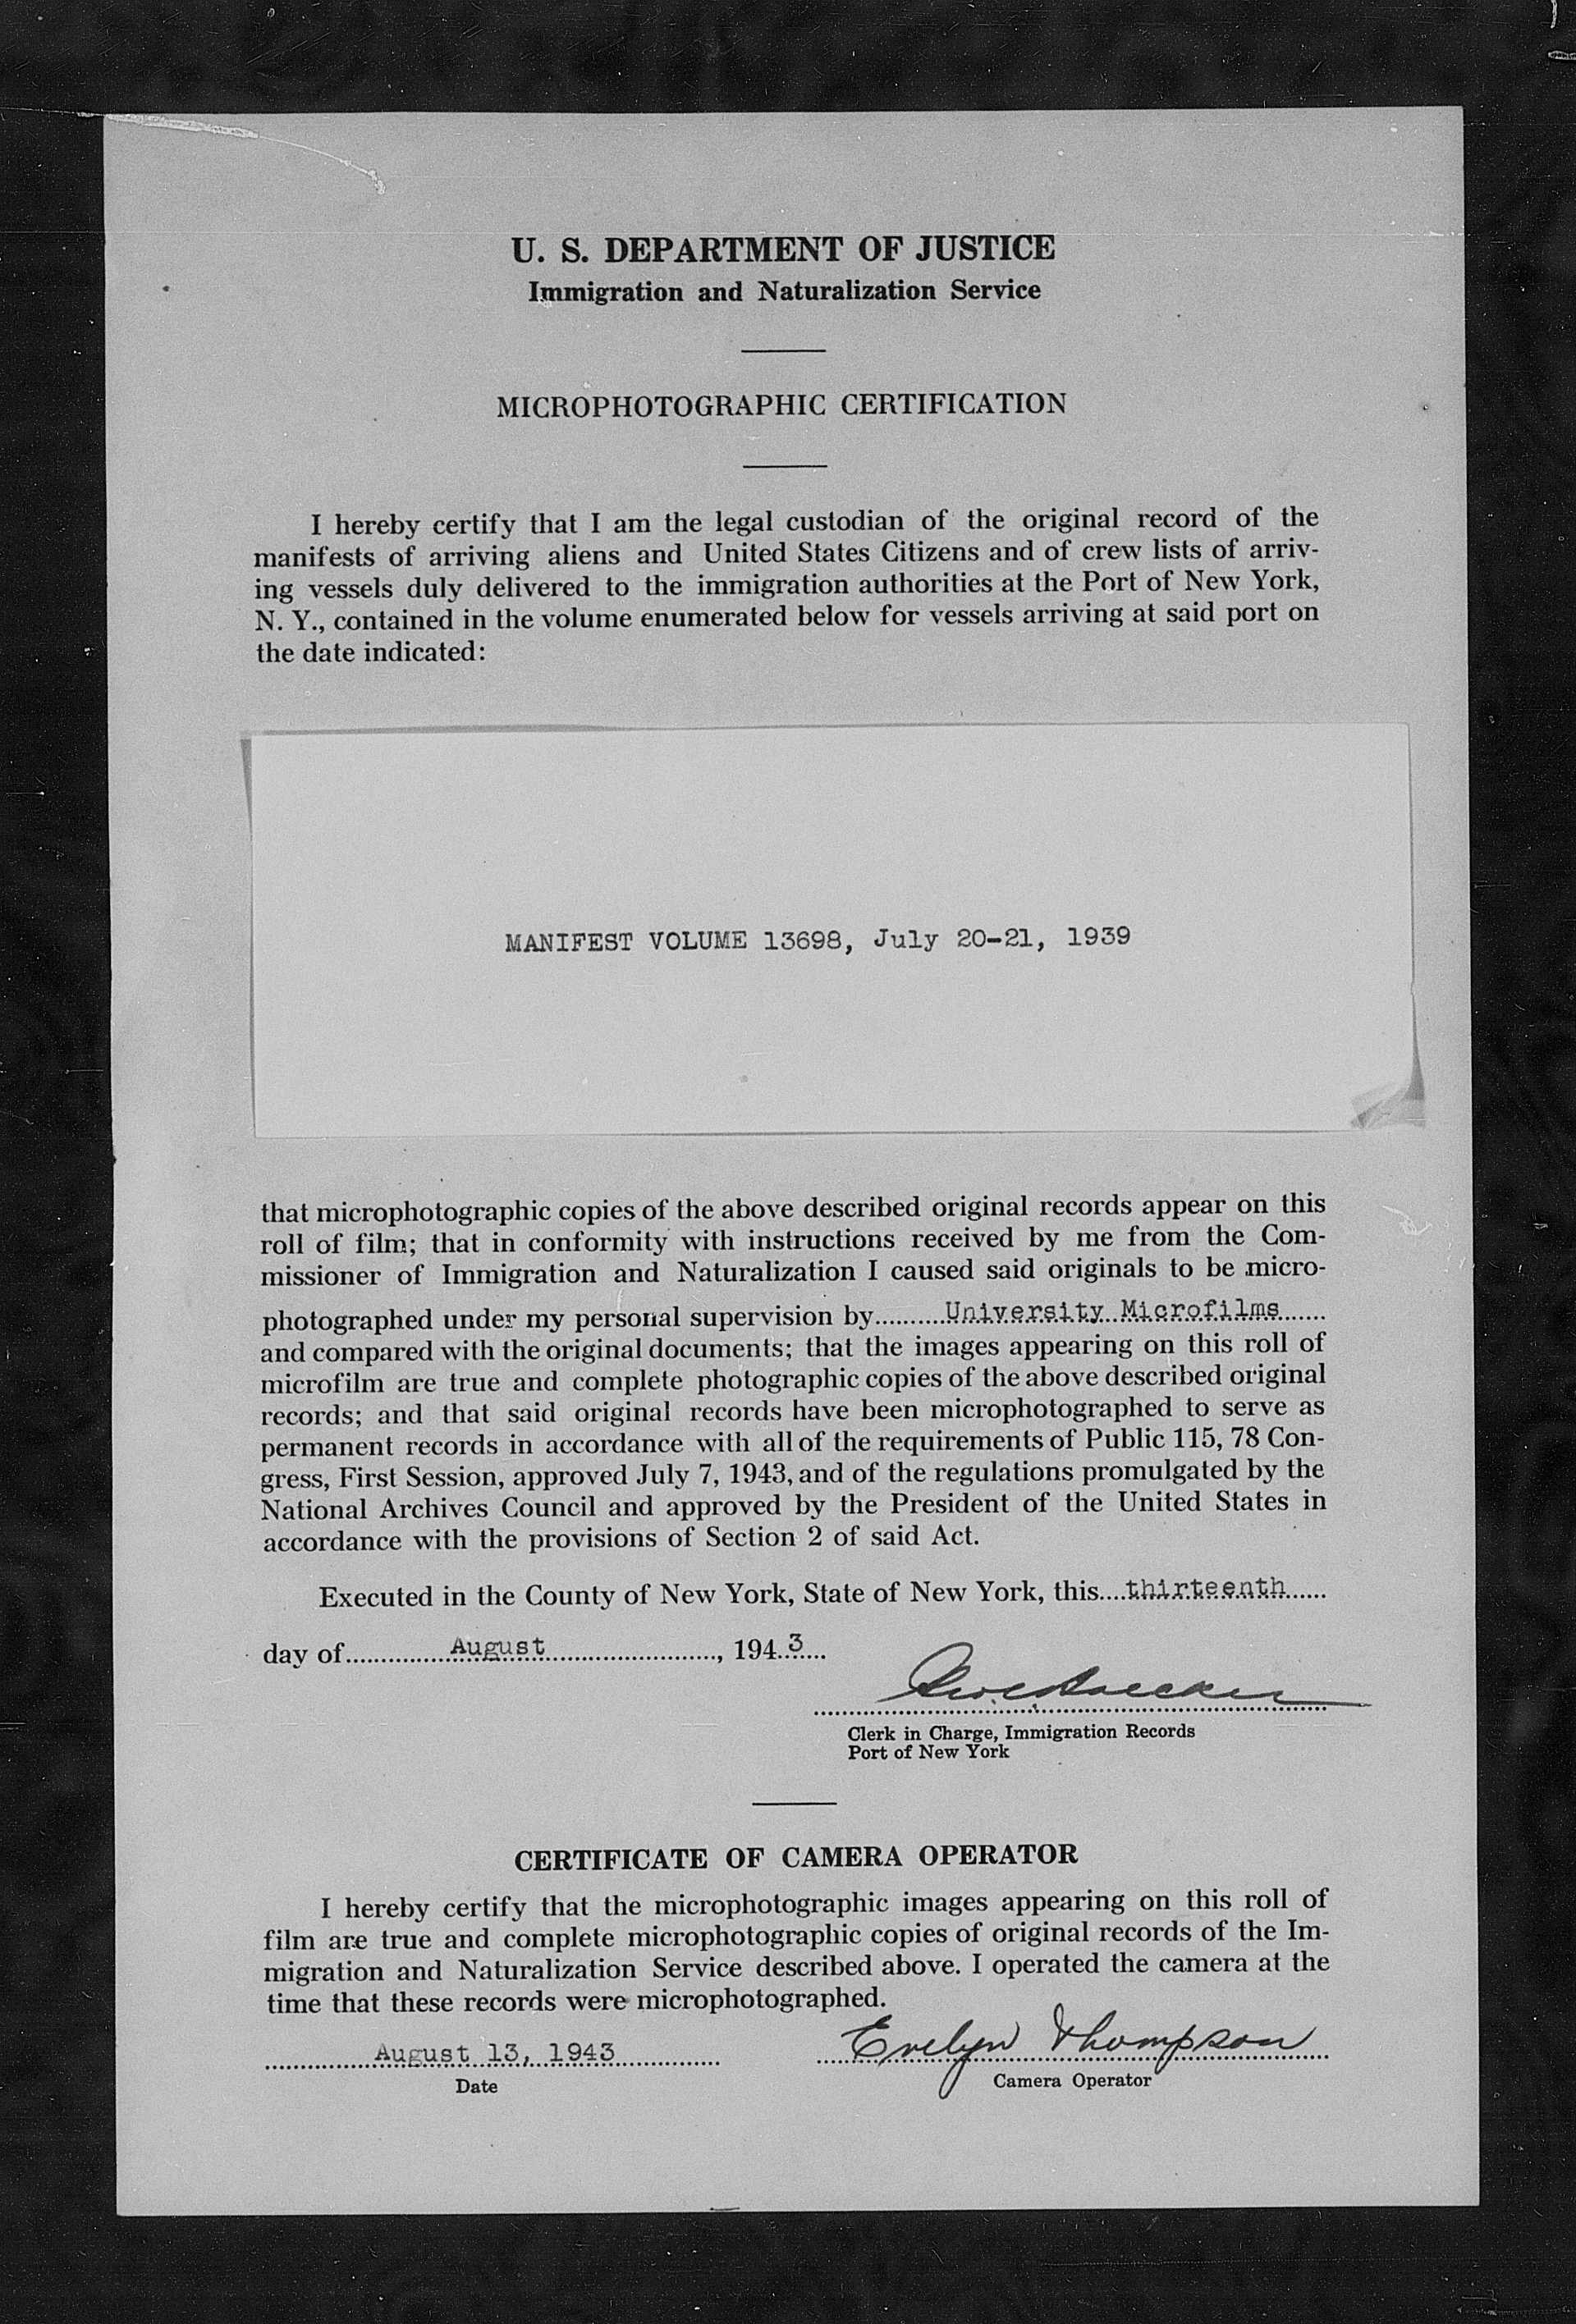 U. S. DEPARTMENT OF JUSTICE
Immigration and Naturalization Service
MICROPHOTOGRAPHIC CERTIFICATION
I hereby certify that I am the legal custodian of the original record of the
manifests of arriving aliens and United States Citizens and of crew lists of arriv-
ing vessels duly delivered to the immigration authorities at the Port of New York,
N. Y., contained in the volume enumerated below for vessels arriving at said port on
the date indicated:
MANIFEST VOLUME 13698, July 20-21, 1939
that microphotographic copies of the above described original records appear on this
roll of film; that in conformity with instructions received by me from the Com-
missioner of Immigration and Naturalization I caused said originals to be micro-
photographed under my personal supervision by..........University Microfilms......
and compared with the original documents; that the images appearing on this roll of
microfilm are true and complete photographic copies of the above described original
records; and that said original records have been microphotographed to serve as
permanent records in accordance with all of the requirements of Public 115, 78 Con-
gress, First Session, approved July 7, 1943, and of the regulations promulgated by the
National Archives Council and approved by the President of the United States in
accordance with the provisions of Section 2 of said Act.
Executed in the County of New York, State of New York, this....thirteenth......
day of..................August............................, 194..3....
Clerk in Charge, Immigration Records
Port of New York
CERTIFICATE OF CAMERA OPERATOR
I hereby certify that the microphotographic images appearing on this roll of
film are true and complete microphotographic copies of original records of the Im-
migration and Naturalization Service described above. I operated the camera at the
time that these records were microphotographed.
August 13, 1943 Evelyn Thompson
Date Camera Operator